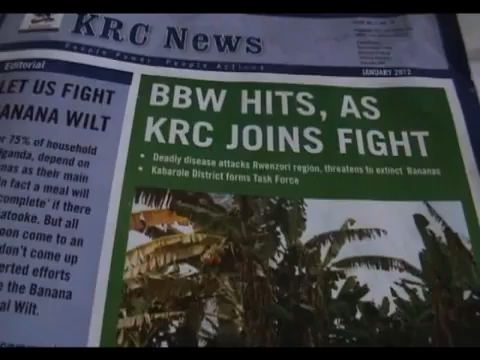 KRC News
People Power, People Actions
JANUARY 2012
Editorial
LET US FIGHT
ANANA WILT
or 75% of household
ganda, depend on
nas as their main
n fact a meal will
complete' if there
atooke. But all
oon come to an
don't come up
erted efforts
e the Banana
al Wilt.
BBW HITS, AS
KRC JOINS FIGHT
• Deadly disease attacks Rwenzori region, threatens to extinct Bananas
• Kabarole District forms Task Force